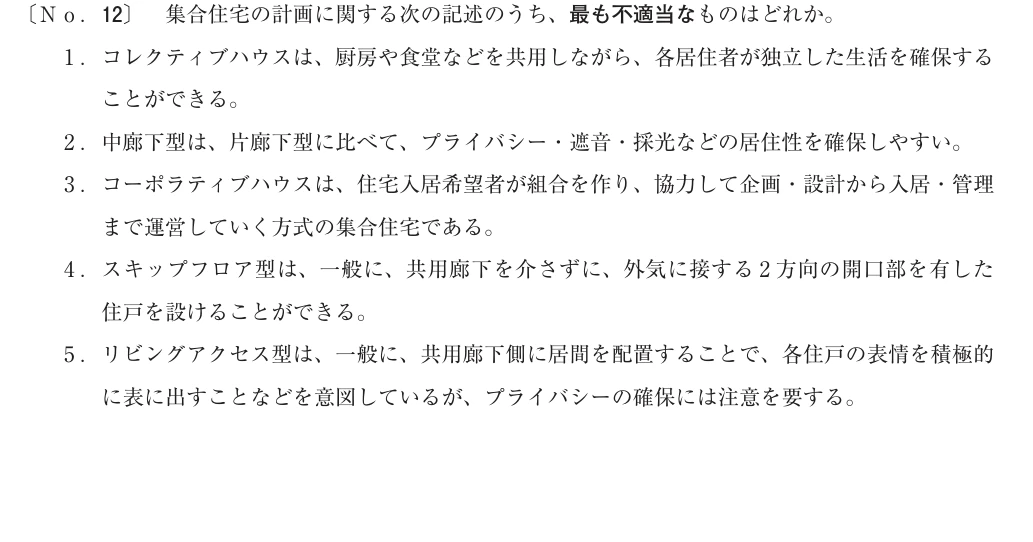 〔Ｎｏ．12〕　集合住宅の計画に関する次の記述のうち、最も不適当なものはどれか。
１．コレクティブハウスは、厨房や食堂などを共用しながら、各居住者が独立した生活を確保する
ことができる。
２．中廊下型は、片廊下型に比べて、プライバシー・遮音・採光などの居住性を確保しやすい。
３．コーポラティブハウスは、住宅入居希望者が組合を作り、協力して企画・設計から入居・管理
まで運営していく方式の集合住宅である。
４．スキップフロア型は、一般に、共用廊下を介さずに、外気に接する２方向の開口部を有した
住戸を設けることができる。
５．リビングアクセス型は、一般に、共用廊下側に居間を配置することで、各住戸の表情を積極的
に表に出すことなどを意図しているが、プライバシーの確保には注意を要する。